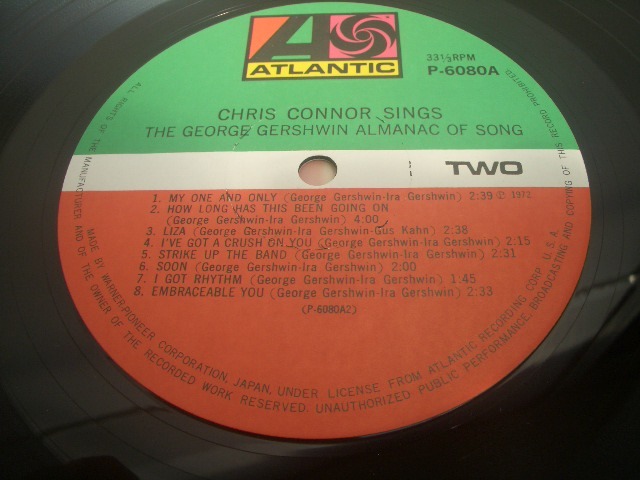 ATLANTIC
33⅓RPM
P-6080A
CHRIS CONNOR SINGS
THE GEORGE GERSHWIN ALMANAC OF SONG
TWO
1. MY ONE AND ONLY (George Gershwin-Ira Gershwin) 2:39 Ⓟ 1972
2. HOW LONG HAS THIS BEEN GOING ON
(George Gershwin-Ira Gershwin) 4:00
3. LIZA (George Gershwin-Ira Gershwin-Gus Kahn) 2:38
4. I'VE GOT A CRUSH ON YOU (George Gershwin-Ira Gershwin) 2:15
5. STRIKE UP THE BAND (George Gershwin-Ira Gershwin) 2:31
6. SOON (George Gershwin-Ira Gershwin) 2:00
7. I GOT RHYTHM (George Gershwin-Ira Gershwin) 1:45
8. EMBRACEABLE YOU (George Gershwin-Ira Gershwin) 2:33
(P-6080A2)
MADE BY WARNER-PIONEER CORPORATION, JAPAN, UNDER LICENSE FROM ATLANTIC RECORDING CORP. U.S.A.
ALL RIGHTS OF THE MANUFACTURER AND OF THE OWNER OF THE RECORDED WORK RESERVED. UNAUTHORIZED PUBLIC PERFORMANCE, BROADCASTING AND COPYING OF THIS RECORD PROHIBITED